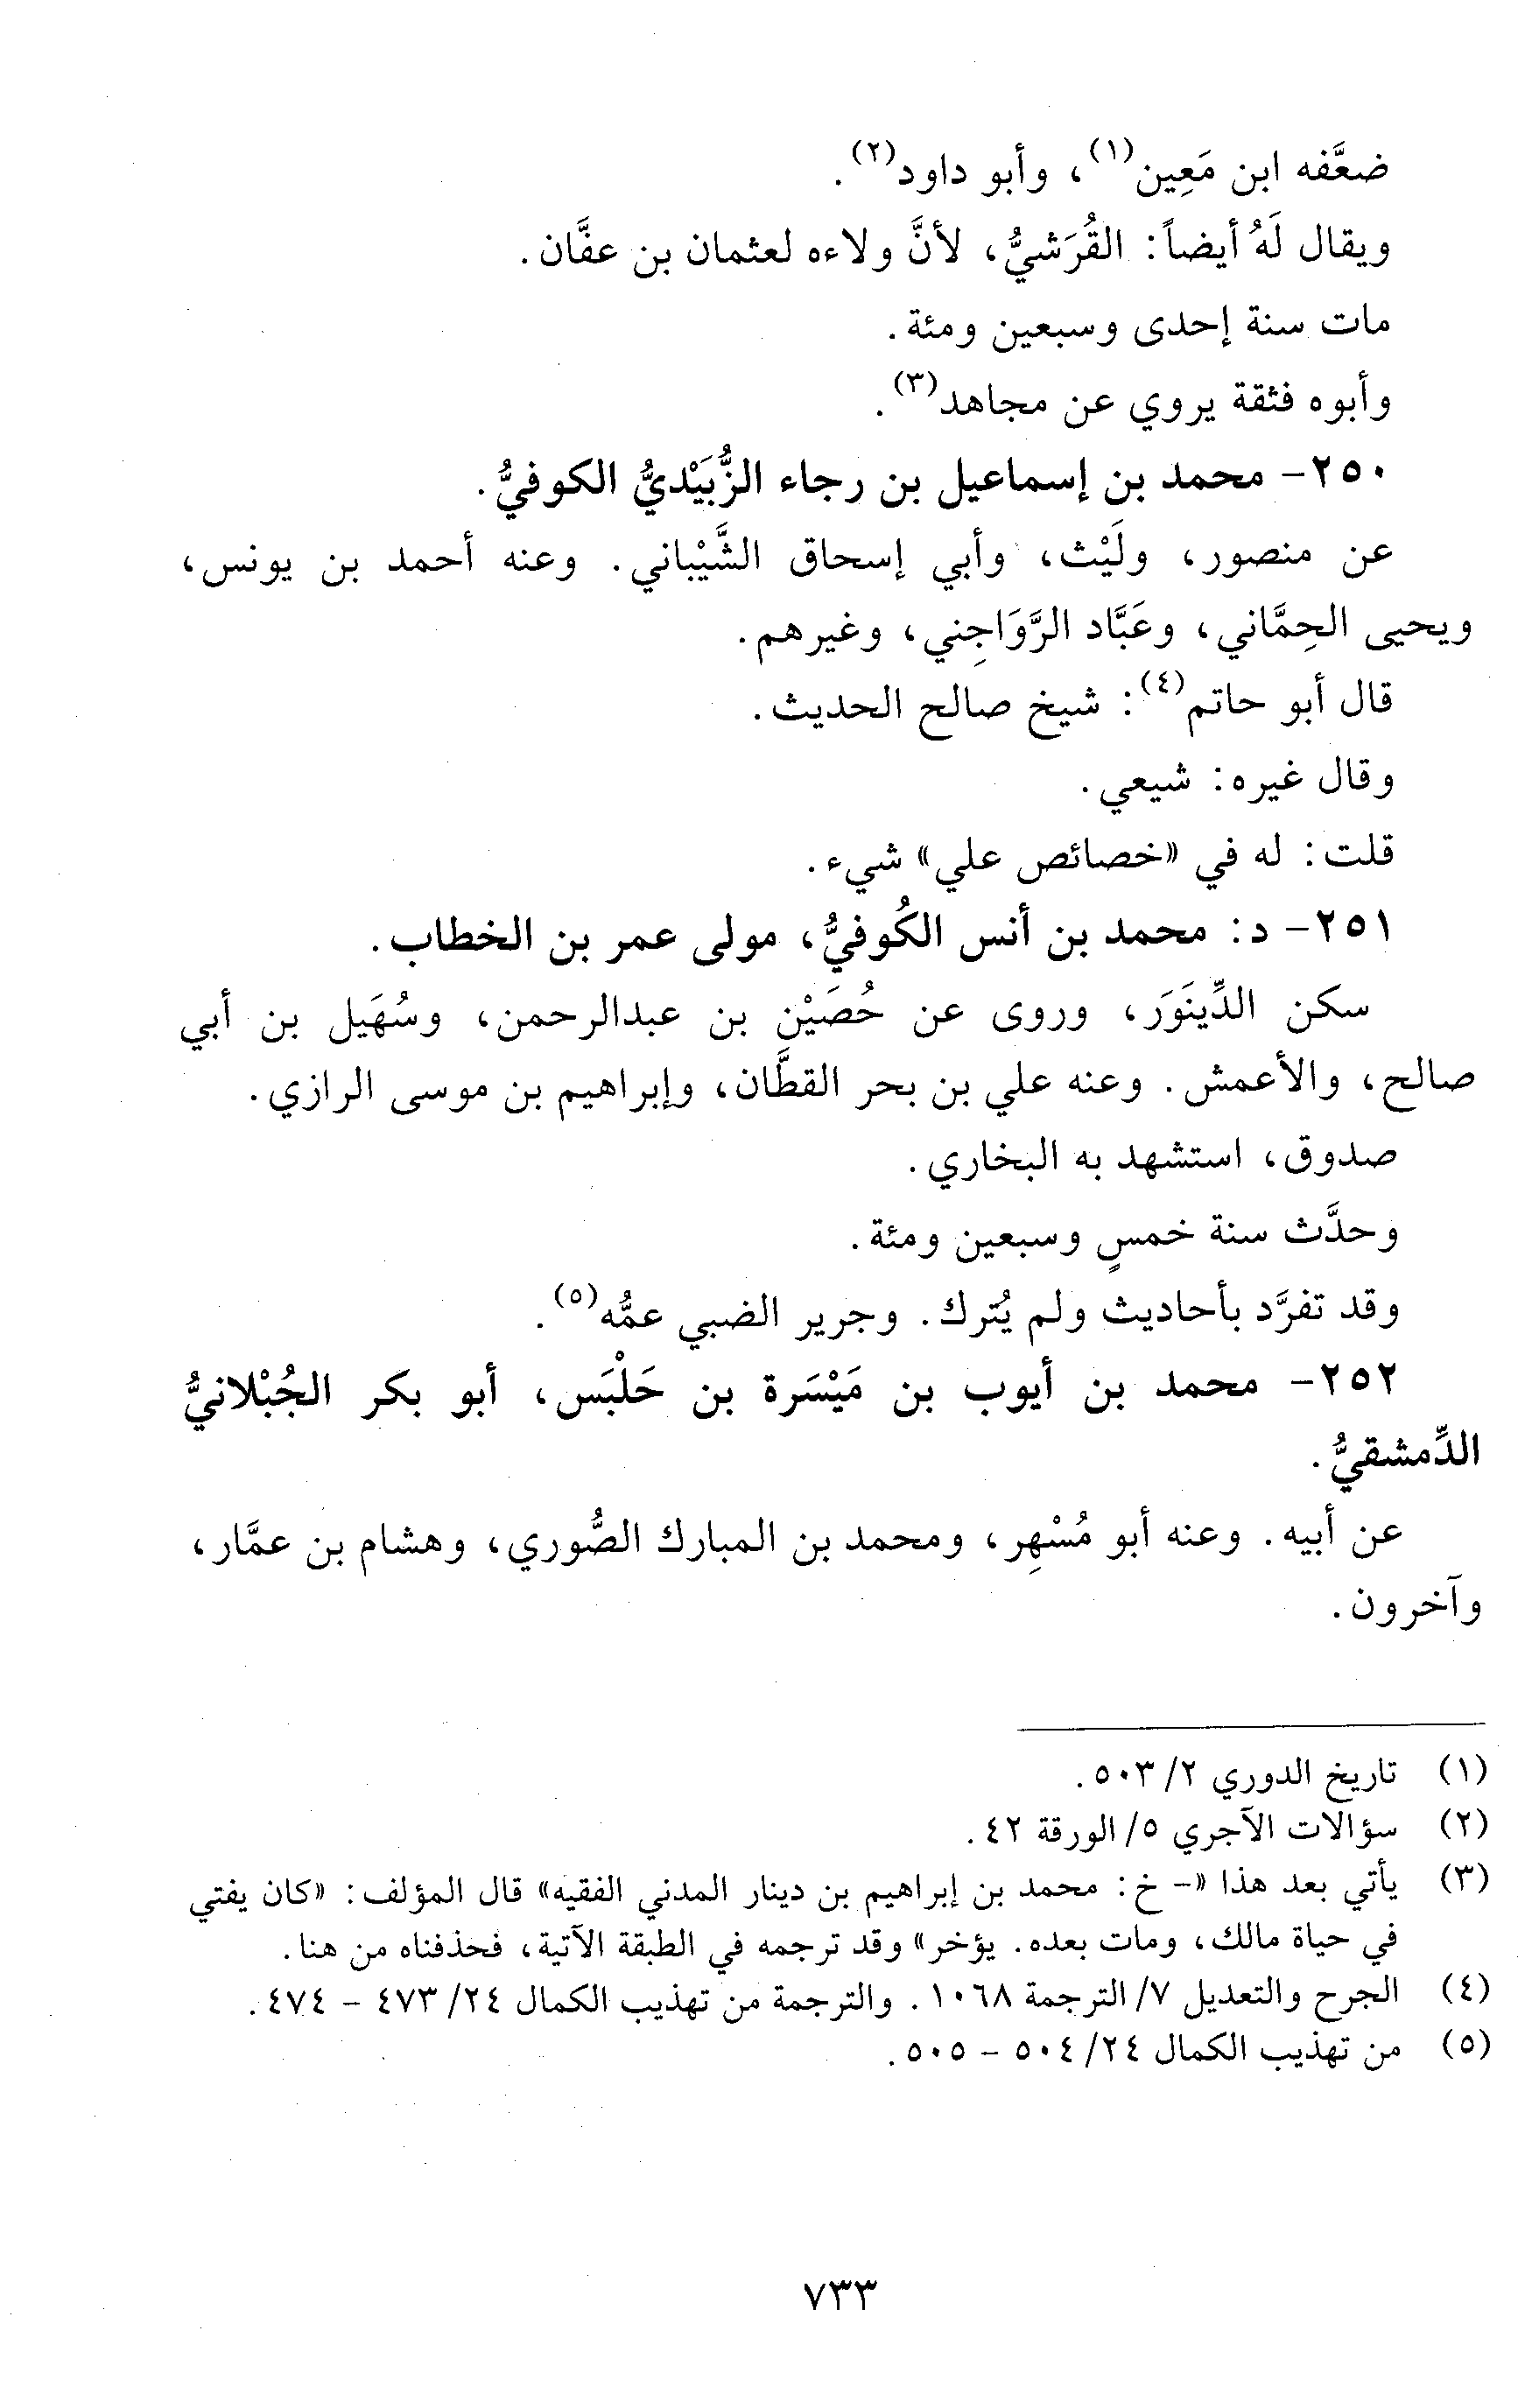 ضعَّفه ابن مَعِين(١)، وأبو داود(٢).
ويقال لَهُ أيضاً: القُرَشيُّ، لأنَّ ولاءه لعثمان بن عفَّان.
مات سنة إحدى وسبعين ومئة.
وأبوه فثقة يروي عن مجاهد(٣).
٢٥٠- محمد بن إسماعيل بن رجاء الزُّبَيْديُّ الكوفيُّ.
عن منصور، ولَيْث، وأبي إسحاق الشَّيْباني. وعنه أحمد بن يونس،
ويحيى الحِمَّاني، وعَبَّاد الرَّوَاجِني، وغيرهم.
قال أبو حاتم(٤): شيخ صالح الحديث.
وقال غيره: شيعي.
قلت: له في «خصائص علي» شيء.
٢٥١- د: محمد بن أنس الكُوفيُّ، مولى عمر بن الخطاب.
سكن الدِّينَوَر، وروى عن حُصَيْن بن عبدالرحمن، وسُهَيل بن أبي
صالح، والأعمش. وعنه علي بن بحر القطَّان، وإبراهيم بن موسى الرازي.
صدوق، استشهد به البخاري.
وحدَّث سنة خمسٍ وسبعين ومئة.
وقد تفرَّد بأحاديث ولم يُترك. وجرير الضبي عمُّه(٥).
٢٥٢- محمد بن أيوب بن مَيْسَرة بن حَلْبَس، أبو بكر الجُبْلانيُّ
الدِّمشقيُّ.
عن أبيه. وعنه أبو مُسْهِر، ومحمد بن المبارك الصُّوري، وهشام بن عمَّار،
وآخرون.
(١) تاريخ الدوري ٢/ ٥٠٣.
(٢) سؤالات الآجري ٥/ الورقة ٤٢.
(٣) يأتي بعد هذا «- خ: محمد بن إبراهيم بن دينار المدني الفقيه» قال المؤلف: «كان يفتي
في حياة مالك، ومات بعده. يؤخر» وقد ترجمه في الطبقة الآتية، فحذفناه من هنا.
(٤) الجرح والتعديل ٧/ الترجمة ١٠٦٨. والترجمة من تهذيب الكمال ٢٤/ ٤٧٣ - ٤٧٤.
(٥) من تهذيب الكمال ٢٤/ ٥٠٤ - ٥٠٥.
٧٣٣